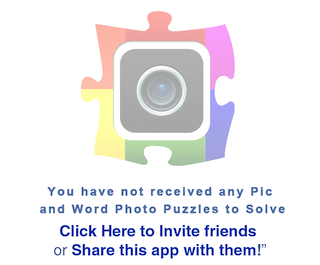 You have not received any Pic
and Word Photo Puzzles to Solve
Click Here to Invite friends
or Share this app with them!”